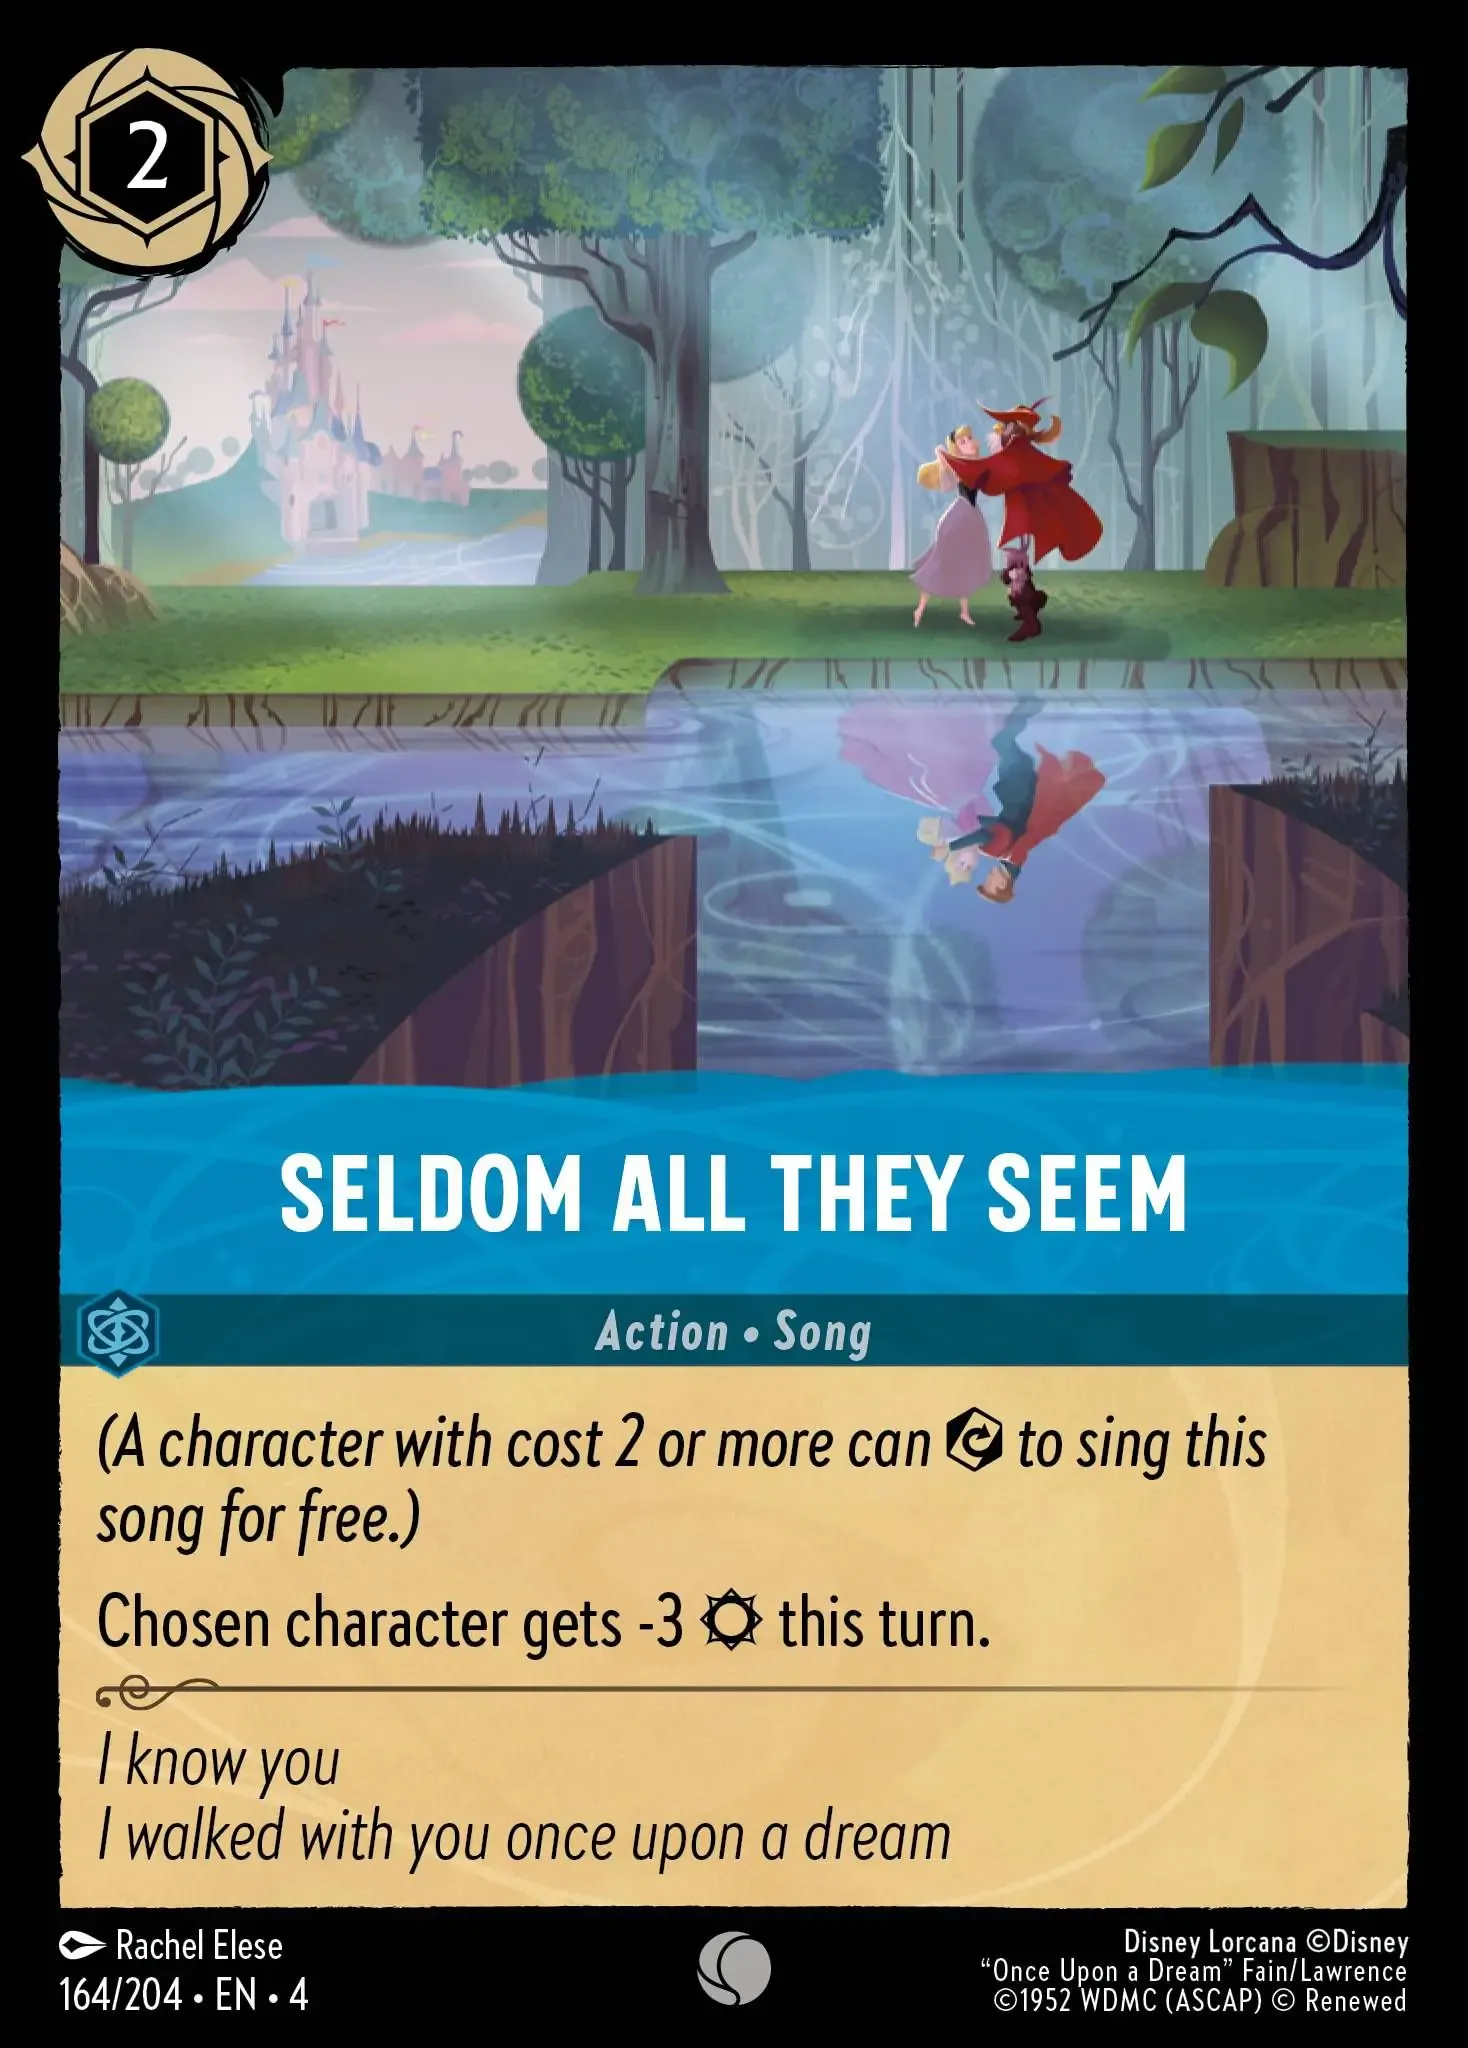 2
SELDOM ALL THEY SEEM
Action • Song
(A character with cost 2 or more can to sing this
song for free.)
Chosen character gets -3 this turn.
I know you
I walked with you once upon a dream
Rachel Elese
164/204 • EN • 4
Disney Lorcana ©Disney
“Once Upon a Dream” Fain/Lawrence
©1952 WDMC (ASCAP) © Renewed